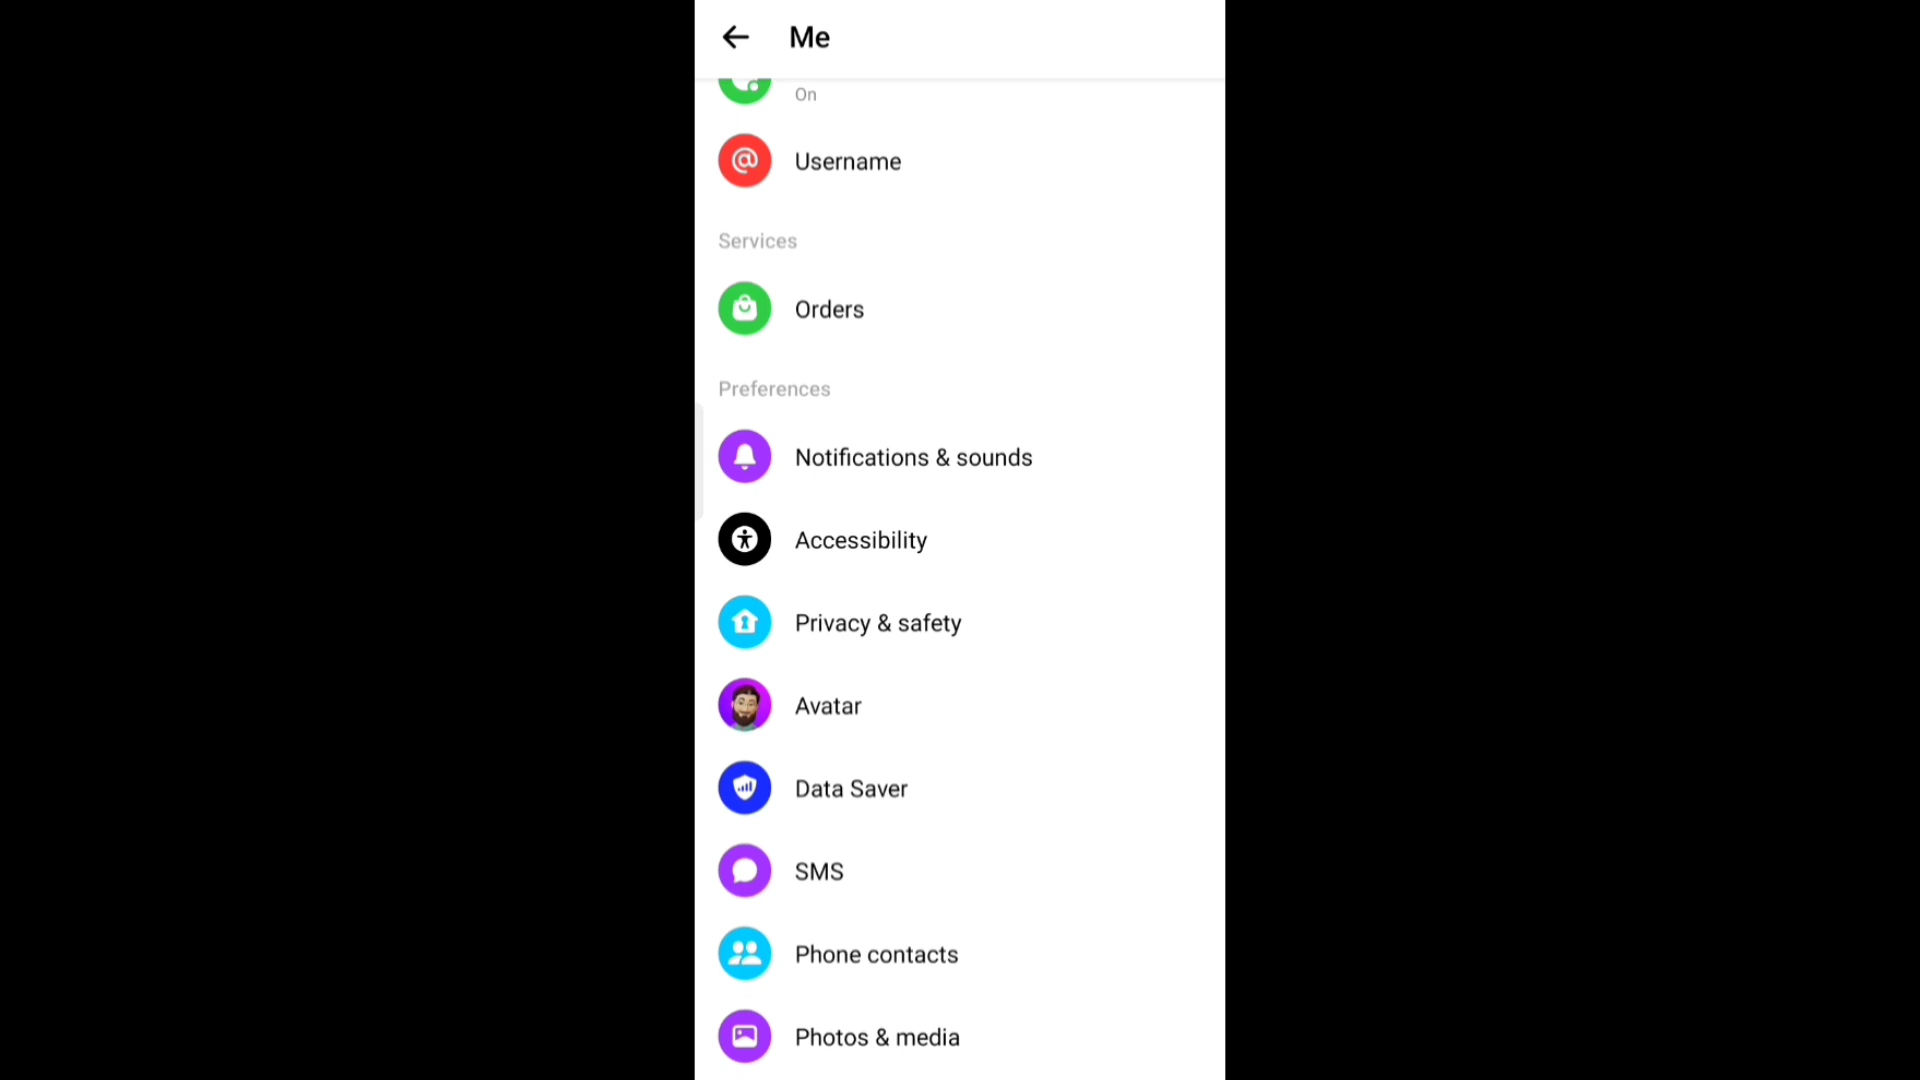 Me
On
Username
Services
Orders
Preferences
Notifications & sounds
Accessibility
Privacy & safety
Avatar
Data Saver
SMS
Phone contacts
Photos & media